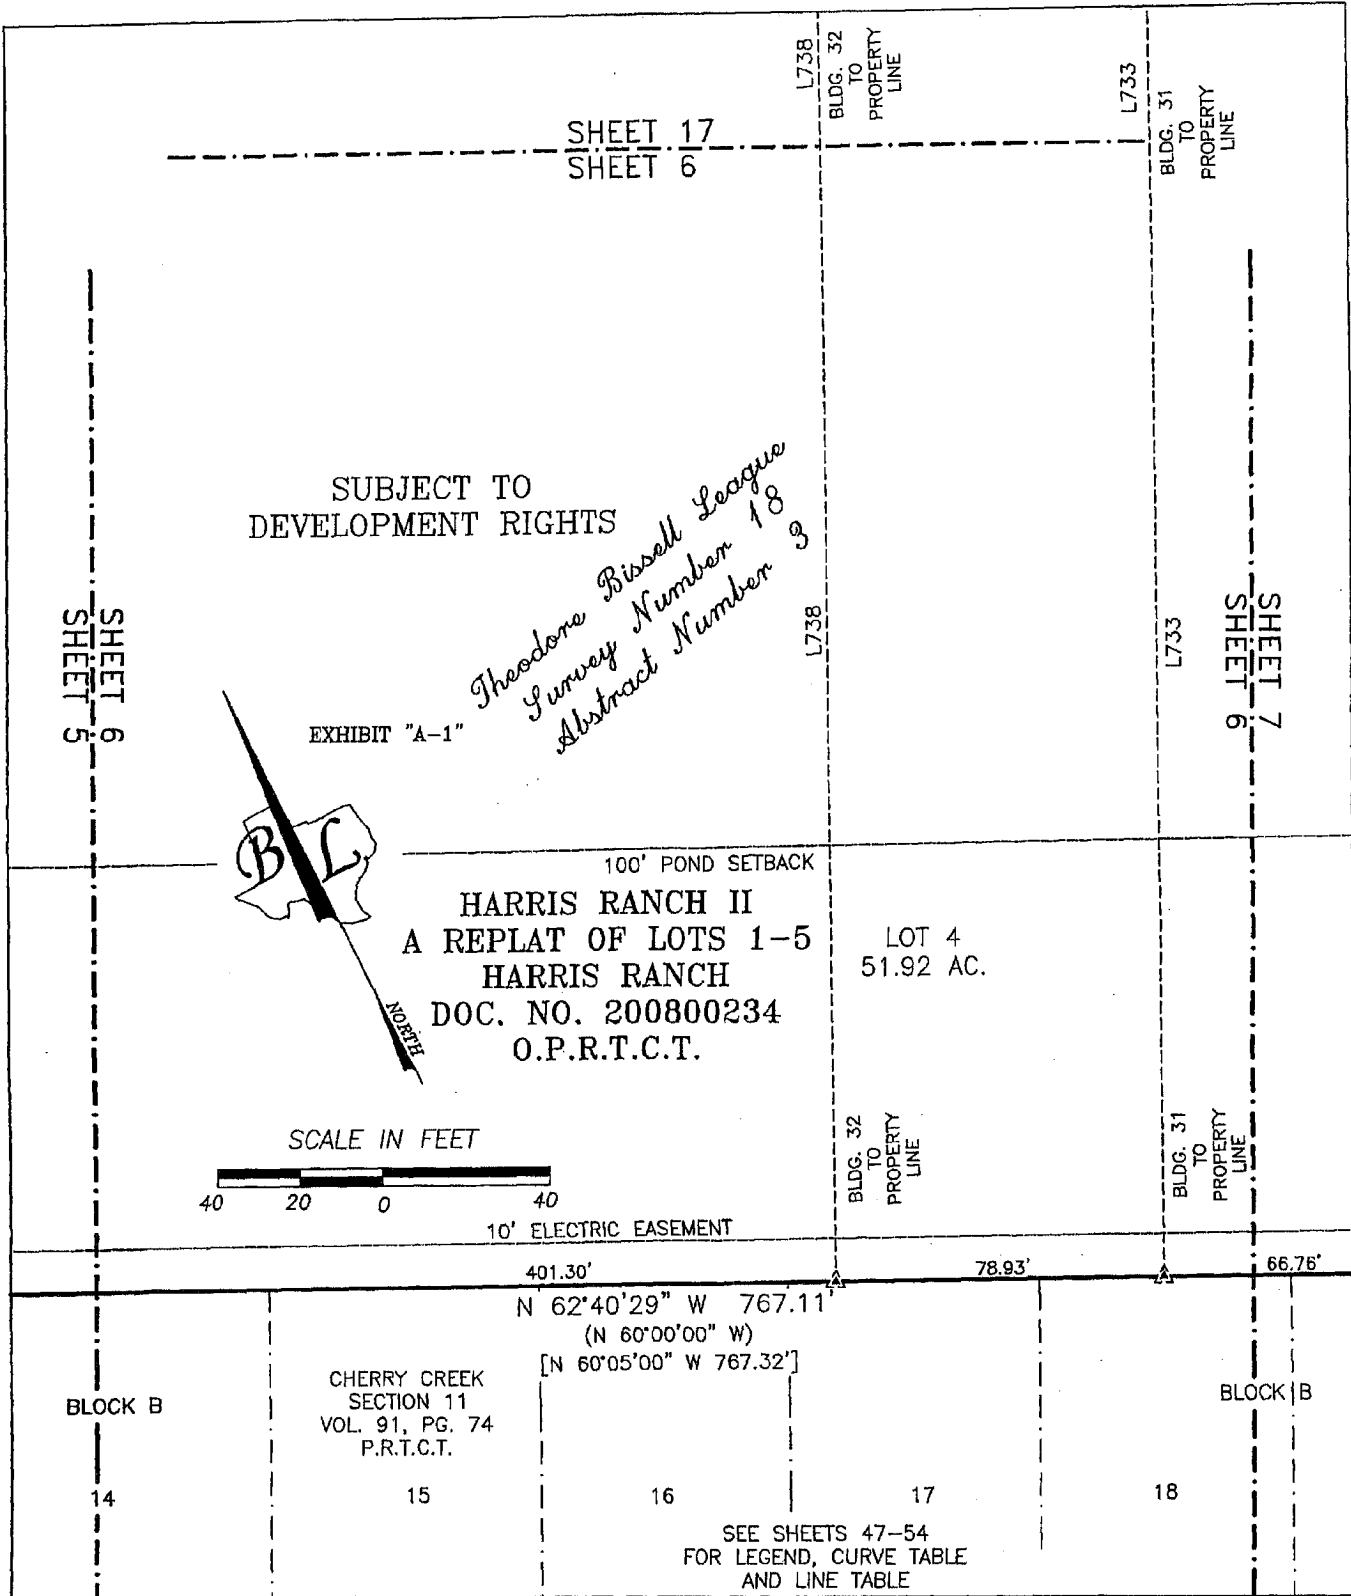 L738
BLDG. 32
TO
PROPERTY
LINE
L733
BLDG. 31
TO
PROPERTY
LINE
SHEET 17
SHEET 6
SUBJECT TO
DEVELOPMENT RIGHTS
Theodore Bissell League
Survey Number 18
Abstract Number 3
SHEET 6
SHEET 5
L738
L733
SHEET 7
SHEET 6
EXHIBIT "A-1"
B L
NORTH
100' POND SETBACK
HARRIS RANCH II
A REPLAT OF LOTS 1-5
HARRIS RANCH
DOC. NO. 200800234
O.P.R.T.C.T.
LOT 4
51.92 AC.
SCALE IN FEET
40 20 0 40
BLDG. 32
TO
PROPERTY
LINE
BLDG. 31
TO
PROPERTY
LINE
10' ELECTRIC EASEMENT
401.30' 78.93' 66.76'
N 62°40'29" W 767.11'
(N 60°00'00" W)
[N 60°05'00" W 767.32']
BLOCK B
CHERRY CREEK
SECTION 11
VOL. 91, PG. 74
P.R.T.C.T.
BLOCK B
14 15 16 17 18
SEE SHEETS 47-54
FOR LEGEND, CURVE TABLE
AND LINE TABLE